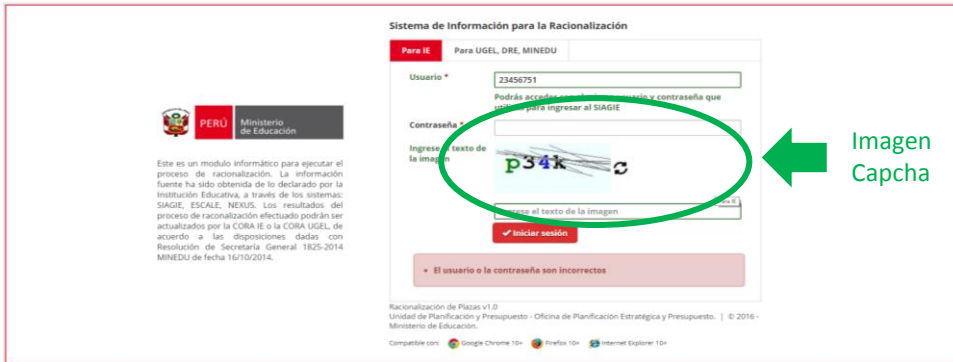 Sistema de Información para la Racionalización
Para IE
Para UGEL, DRE, MINEDU
Usuario *
23456751
Podrás acceder con el mismo usuario y contraseña que
utilizas para ingresar al SIAGIE
Contraseña *
Ingrese el texto de
la imagen
p34k
Ingrese el texto de la imagen
Iniciar sesión
El usuario o la contraseña son incorrectos
PERÚ
Ministerio
de Educación
Este es un modulo informático para ejecutar el
proceso de racionalización. La información
fuente ha sido obtenida de lo declarado por la
Institución Educativa, a través de los sistemas:
SIAGIE, ESCALE, NEXUS. Los resultados del
proceso de raconalización efectuado podrán ser
actualizados por la CORA IE o la CORA UGEL, de
acuerdo a las disposiciones dadas con
Resolución de Secretaría General 1825-2014
MINEDU de fecha 16/10/2014.
Imagen
Capcha
Racionalización de Plazas v1.0
Unidad de Planificación y Presupuesto - Oficina de Planificación Estratégica y Presupuesto. | © 2016 -
Ministerio de Educación.
Compatible con: Google Chrome 10+ Firefox 10+ Internet Explorer 10+